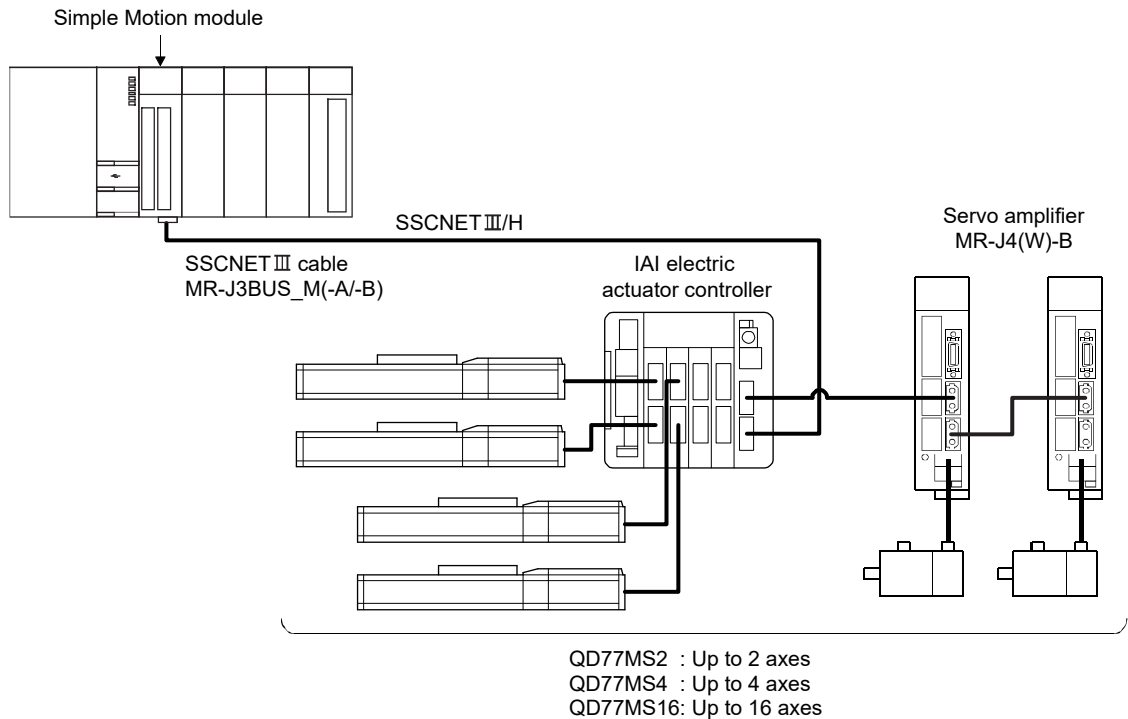 Simple Motion module
SSCNETⅢ/H
SSCNETⅢ cable
MR-J3BUS_M(-A/-B)
IAI electric
actuator controller
Servo amplifier
MR-J4(W)-B
QD77MS2 : Up to 2 axes
QD77MS4 : Up to 4 axes
QD77MS16: Up to 16 axes